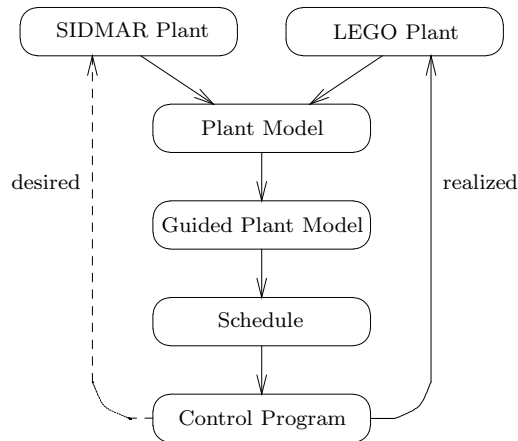 SIDMAR Plant
LEGO Plant
Plant Model
desired
realized
Guided Plant Model
Schedule
Control Program